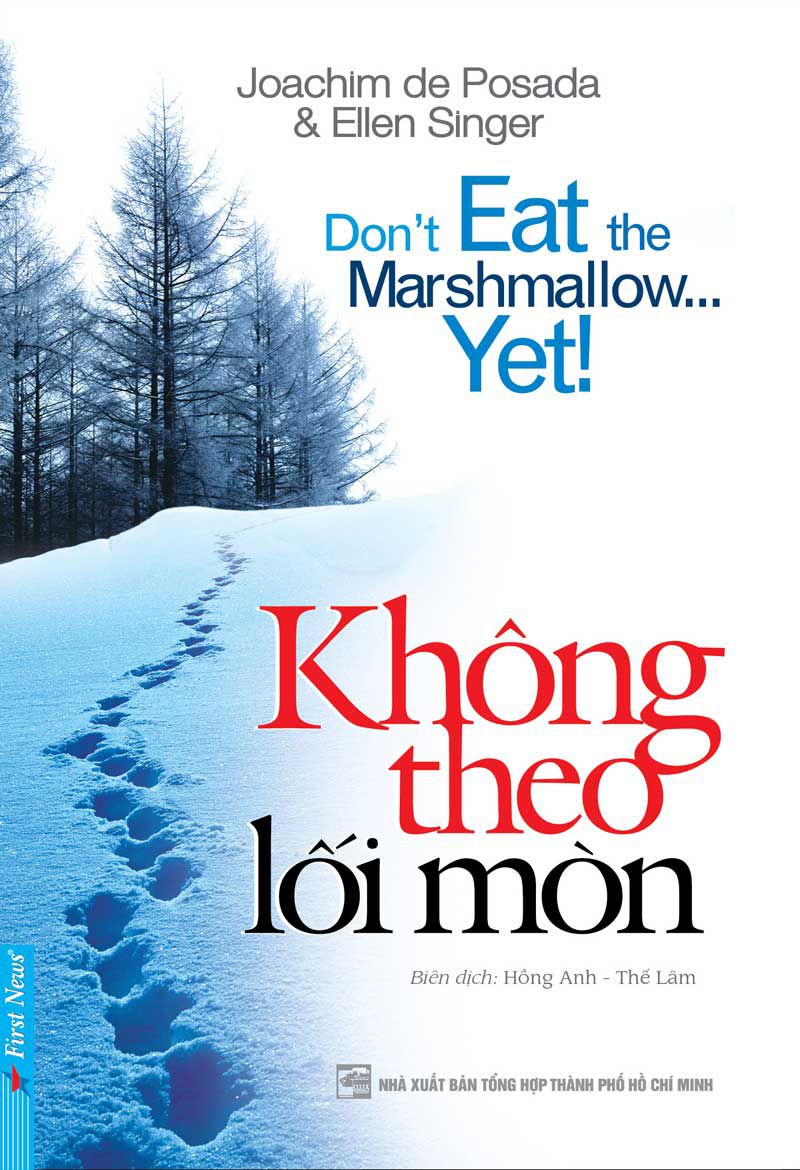 Joachim de Posada
& Ellen Singer
Don't Eat the
Marshmallow...
Yet!
Không
theo
lối mòn
Biên dịch: Hồng Anh - Thế Lâm
First News®
NHÀ XUẤT BẢN TỔNG HỢP THÀNH PHỐ HỒ CHÍ MINH